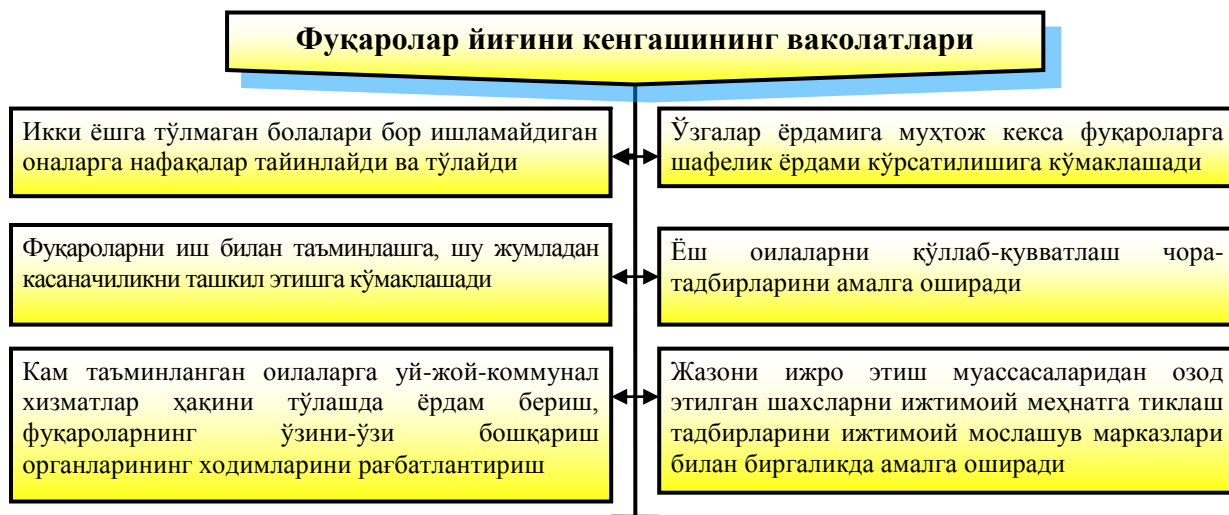 Фуқаролар йиғини кенгашининг ваколатлари
Икки ёшга тўлмаган болалари бор ишламайдиган
оналарга нафақалар тайинлайди ва тўлайди
Ўзгалар ёрдамига муҳтож кекса фуқароларга
шафелик ёрдами кўрсатилишига кўмаклашади
Фуқароларни иш билан таъминлашга, шу жумладан
касаначиликни ташкил этишга кўмаклашади
Ёш оилаларни қўллаб-қувватлаш чора-
тадбирларини амалга оширади
Кам таъминланган оилаларга уй-жой-коммунал
хизматлар ҳақини тўлашда ёрдам бериш,
фуқароларнинг ўзини-ўзи бошқариш
органларининг ходимларини рағбатлантириш
Жазони ижро этиш муассасаларидан озод
этилган шахсларни ижтимоий меҳнатга тиклаш
тадбирларини ижтимоий мослашув марказлари
билан биргаликда амалга оширади